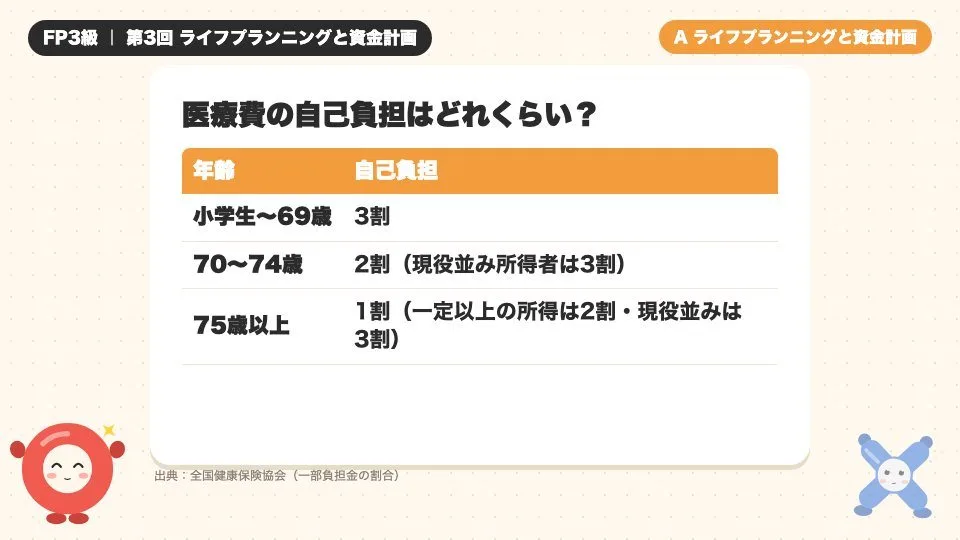 FP3級 | 第3回 ライフプランニングと資金計画
A ライフプランニングと資金計画
医療費の自己負担はどれくらい？
年齢 自己負担
小学生〜69歳 3割
70〜74歳 2割（現役並み所得者は3割）
75歳以上 1割（一定以上の所得は2割・現役並みは
3割）
出典：全国健康保険協会（一部負担金の割合）